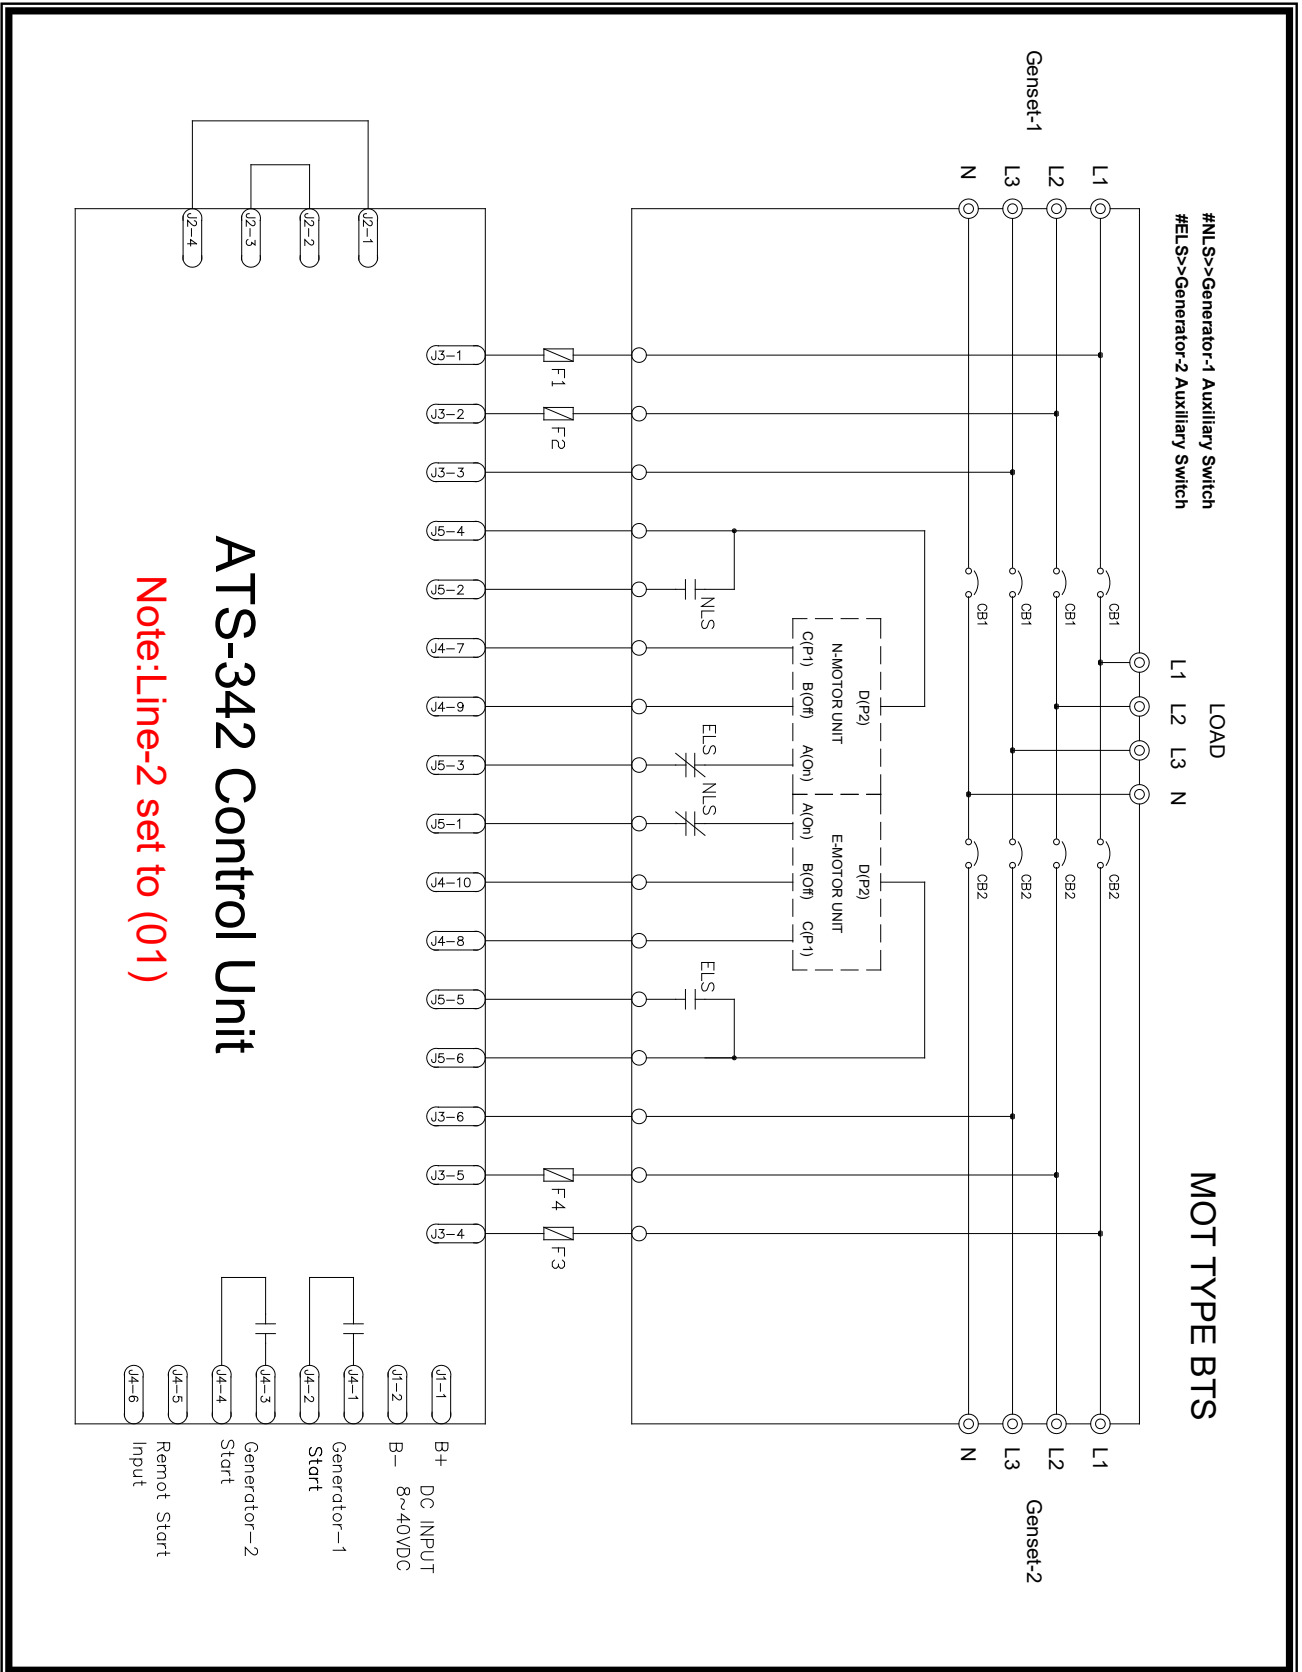 MOT TYPE BTS
#NLS>>Generator-1 Auxiliary Switch
#ELS>>Generator-2 Auxiliary Switch
LOAD
L1 L2 L3 N
Genset-1
L1
L2
L3
N
CB1
CB1
CB1
CB1
CB2
CB2
CB2
CB2
L1
L2
L3
N
Genset-2
D(P2)
N-MOTOR UNIT
C(P1) B(Off) A(On)
D(P2)
E-MOTOR UNIT
A(On) B(Off) C(P1)
NLS
ELS
NLS
ELS
F1
F2
F4
F3
J3-1
J3-2
J3-3
J5-4
J5-2
J4-7
J4-9
J5-3
J5-1
J4-10
J4-8
J5-5
J5-6
J3-6
J3-5
J3-4
J2-1
J2-2
J2-3
J2-4
ATS-342 Control Unit
Note:Line-2 set to (01)
J1-1
J1-2
J4-1
J4-2
J4-3
J4-4
J4-5
J4-6
B+ DC INPUT
B- 8~40VDC
Generator-1
Start
Generator-2
Start
Remot Start
Input